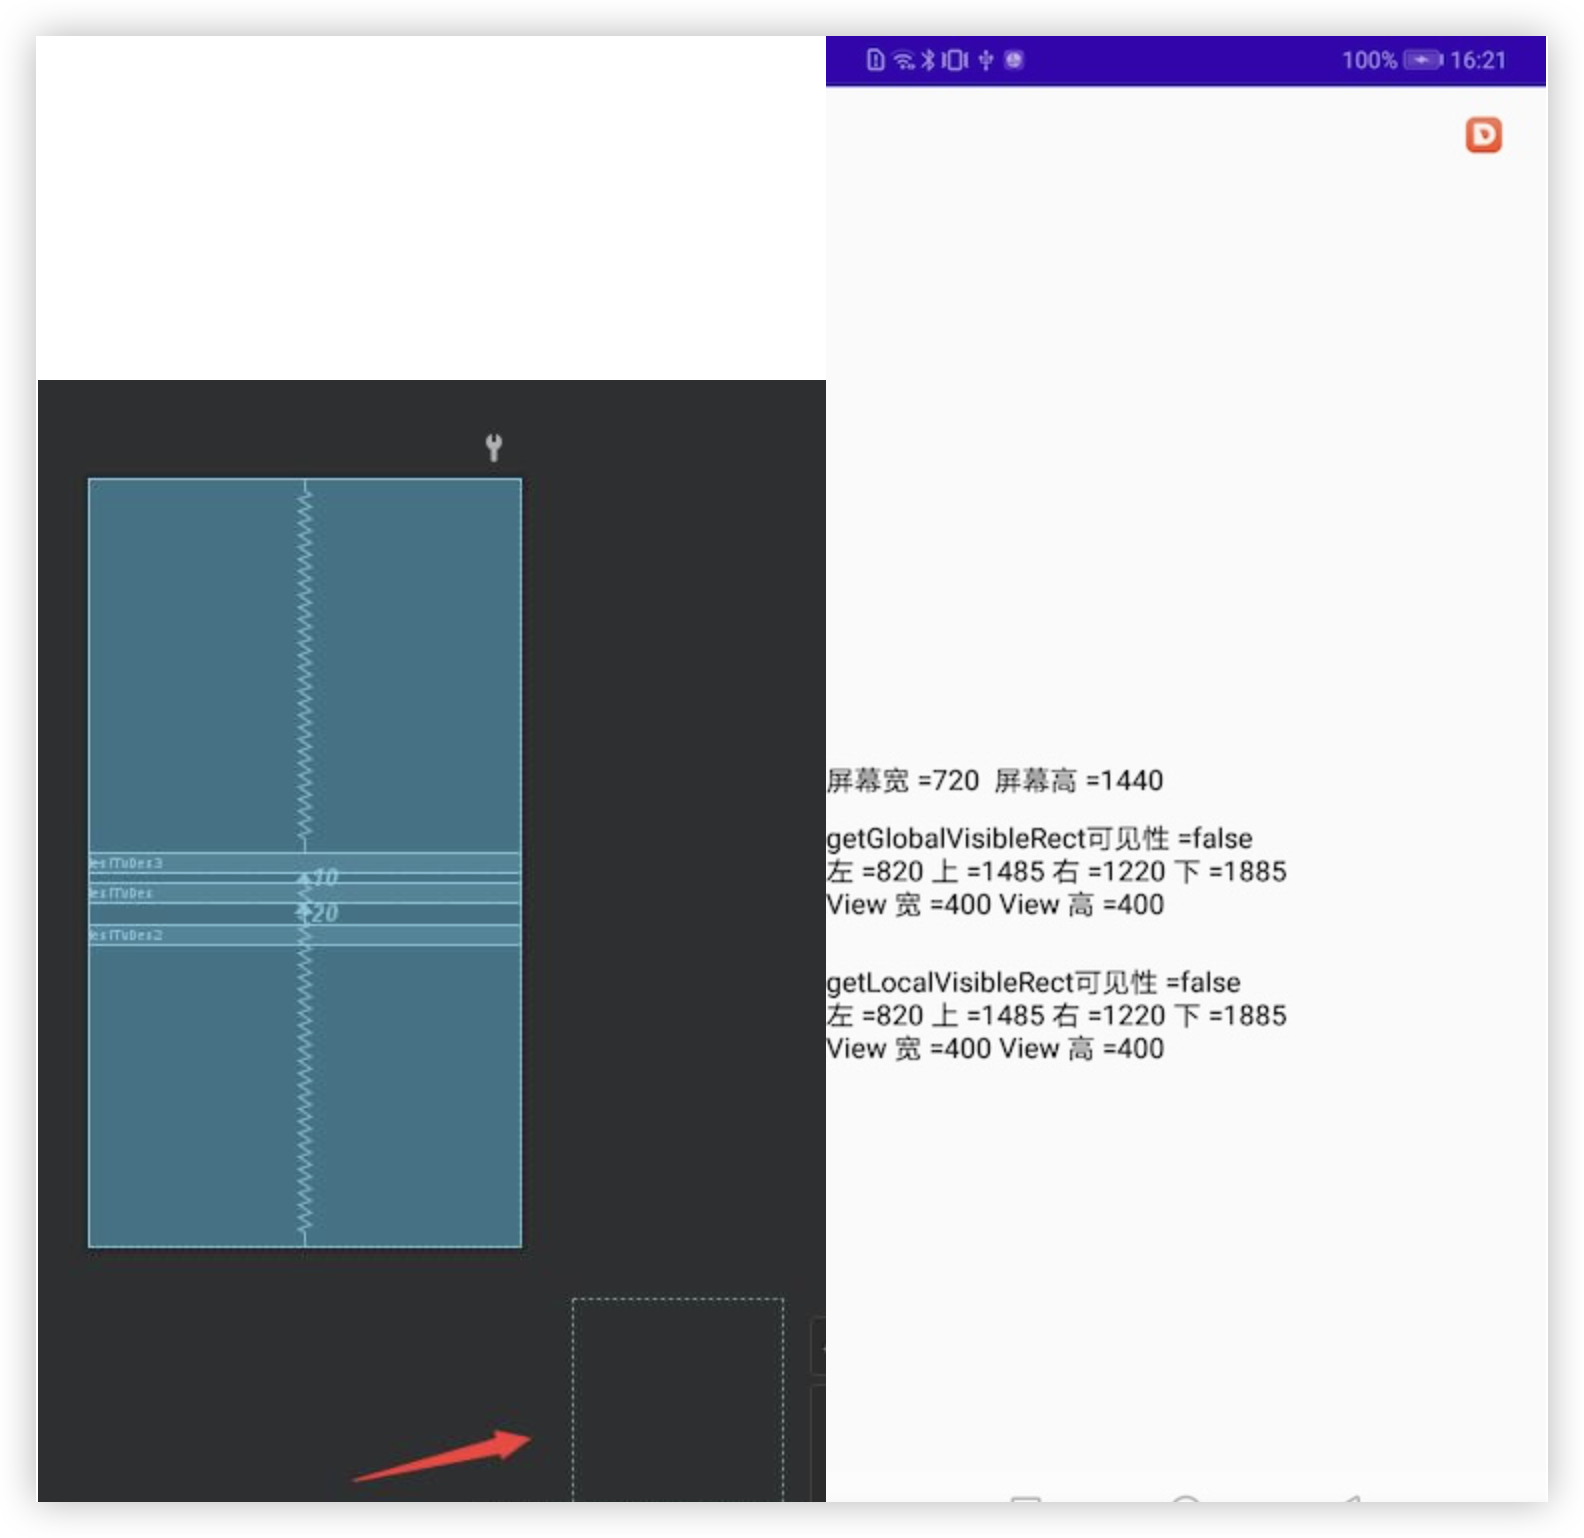 100% 16:21
10
20
屏幕宽 =720 屏幕高 =1440
getGlobalVisibleRect可见性 =false
左 =820 上 =1485 右 =1220 下 =1885
View 宽 =400 View 高 =400
getLocalVisibleRect可见性 =false
左 =820 上 =1485 右 =1220 下 =1885
View 宽 =400 View 高 =400